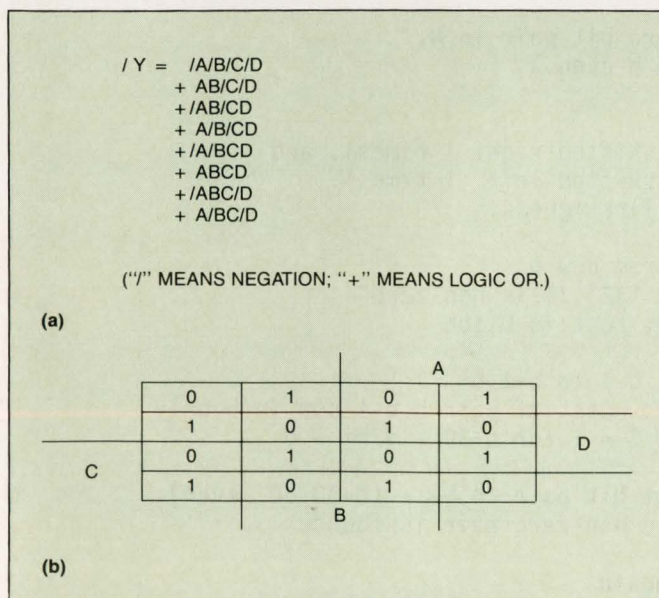 / Y = /A/B/C/D
+ AB/C/D
+ /AB/CD
+ A/B/CD
+ /A/BCD
+ ABCD
+ /ABC/D
+ A/BC/D
("/" MEANS NEGATION; "+" MEANS LOGIC OR.)
(a)
A
0 1 0 1
1 0 1 0
D
0 1 0 1
C
1 0 1 0
B
(b)